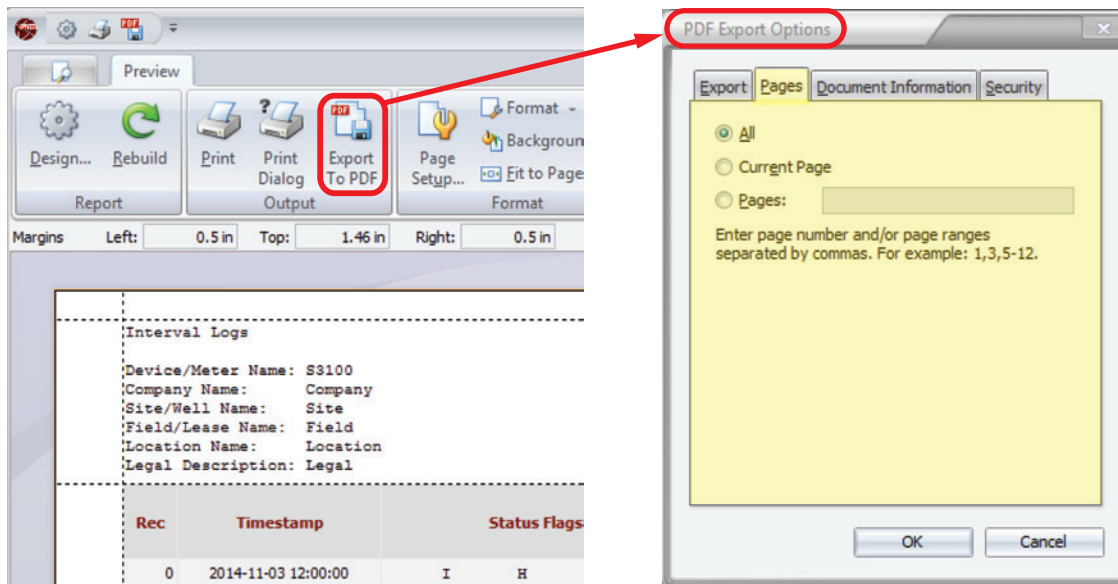 PDF
Preview
Design...
Rebuild
Print
?
Print
Dialog
PDF
Export
To PDF
Page
Setup...
Format
Backgroun
Fit to Page
Report
Output
Format
Margins Left: 0.5 in Top: 1.46 in Right: 0.5 in
Interval Logs
Device/Meter Name: S3100
Company Name: Company
Site/Well Name: Site
Field/Lease Name: Field
Location Name: Location
Legal Description: Legal
Rec Timestamp Status Flags
0 2014-11-03 12:00:00 I H
PDF Export Options
Export Pages Document Information Security
All
Current Page
Pages:
Enter page number and/or page ranges
separated by commas. For example: 1,3,5-12.
OK Cancel